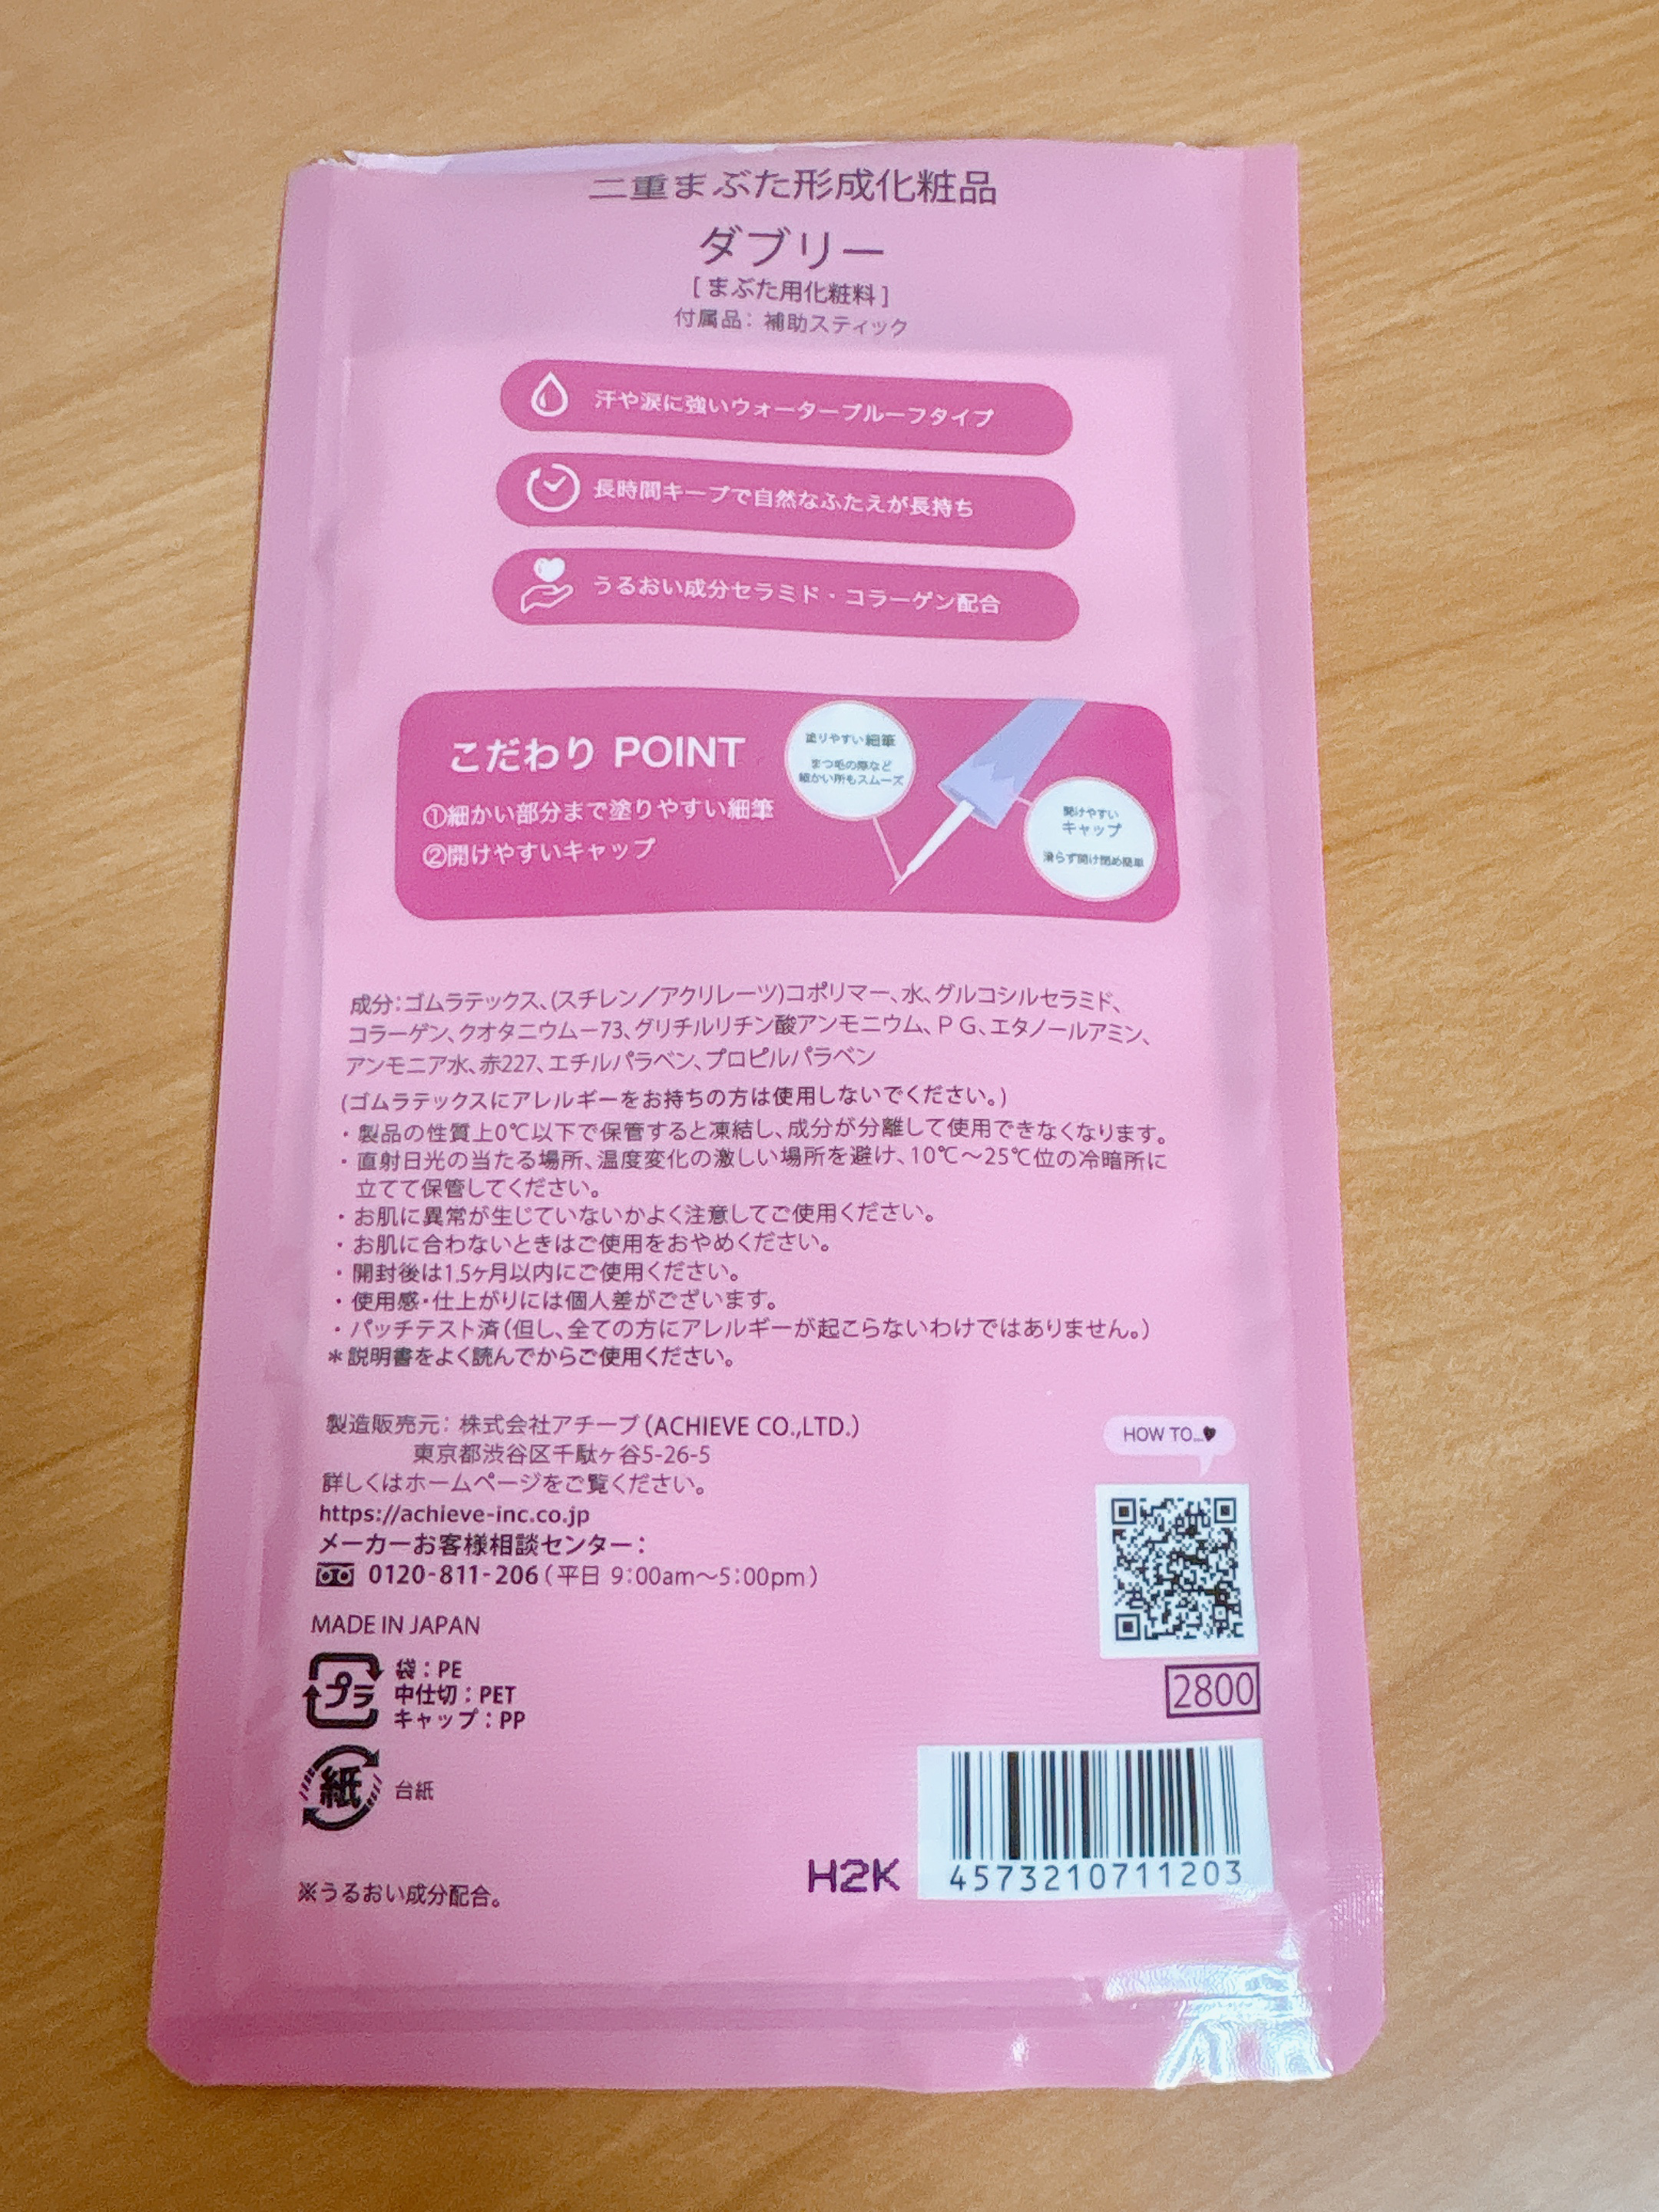 二重まぶた形成化粧品
ダブリー
[まぶた用化粧料]
付属品：補助スティック
汗や涙に強いウォータープルーフタイプ
長時間キープで自然なふたえが長持ち
うるおい成分セラミド・コラーゲン配合
こだわり POINT
①細かい部分まで塗りやすい細筆
②開けやすいキャップ
塗りやすい細筆
まつ毛の際など
細かい所もスムーズ
開けやすい
キャップ
滑らず開け閉め簡単
成分：ゴムラテックス、(スチレン／アクリレーツ)コポリマー、水、グルコシルセラミド、
コラーゲン、クオタニウムー73、グリチルリチン酸アンモニウム、ＰＧ、エタノールアミン、
アンモニア水、赤227、エチルパラベン、プロピルパラベン
(ゴムラテックスにアレルギーをお持ちの方は使用しないでください。)
・製品の性質上0℃以下で保管すると凍結し、成分が分離して使用できなくなります。
・直射日光の当たる場所、温度変化の激しい場所を避け、10℃～25℃位の冷暗所に
立てて保管してください。
・お肌に異常が生じていないかよく注意してご使用ください。
・お肌に合わないときはご使用をおやめください。
・開封後は1.5ヶ月以内にご使用ください。
・使用感・仕上がりには個人差がございます。
・パッチテスト済（但し、全ての方にアレルギーが起こらないわけではありません。）
＊説明書をよく読んでからご使用ください。
製造販売元：株式会社アチーブ（ACHIEVE CO.,LTD.）
東京都渋谷区千駄ヶ谷5-26-5
詳しくはホームページをご覧ください。
https://achieve-inc.co.jp
メーカーお客様相談センター：
0120-811-206（平日 9：00am～5：00pm）
HOW TO...
MADE IN JAPAN
プラ
袋：PE
中仕切：PET
キャップ：PP
2800
紙
台紙
H2K
4573210711203
※うるおい成分配合。